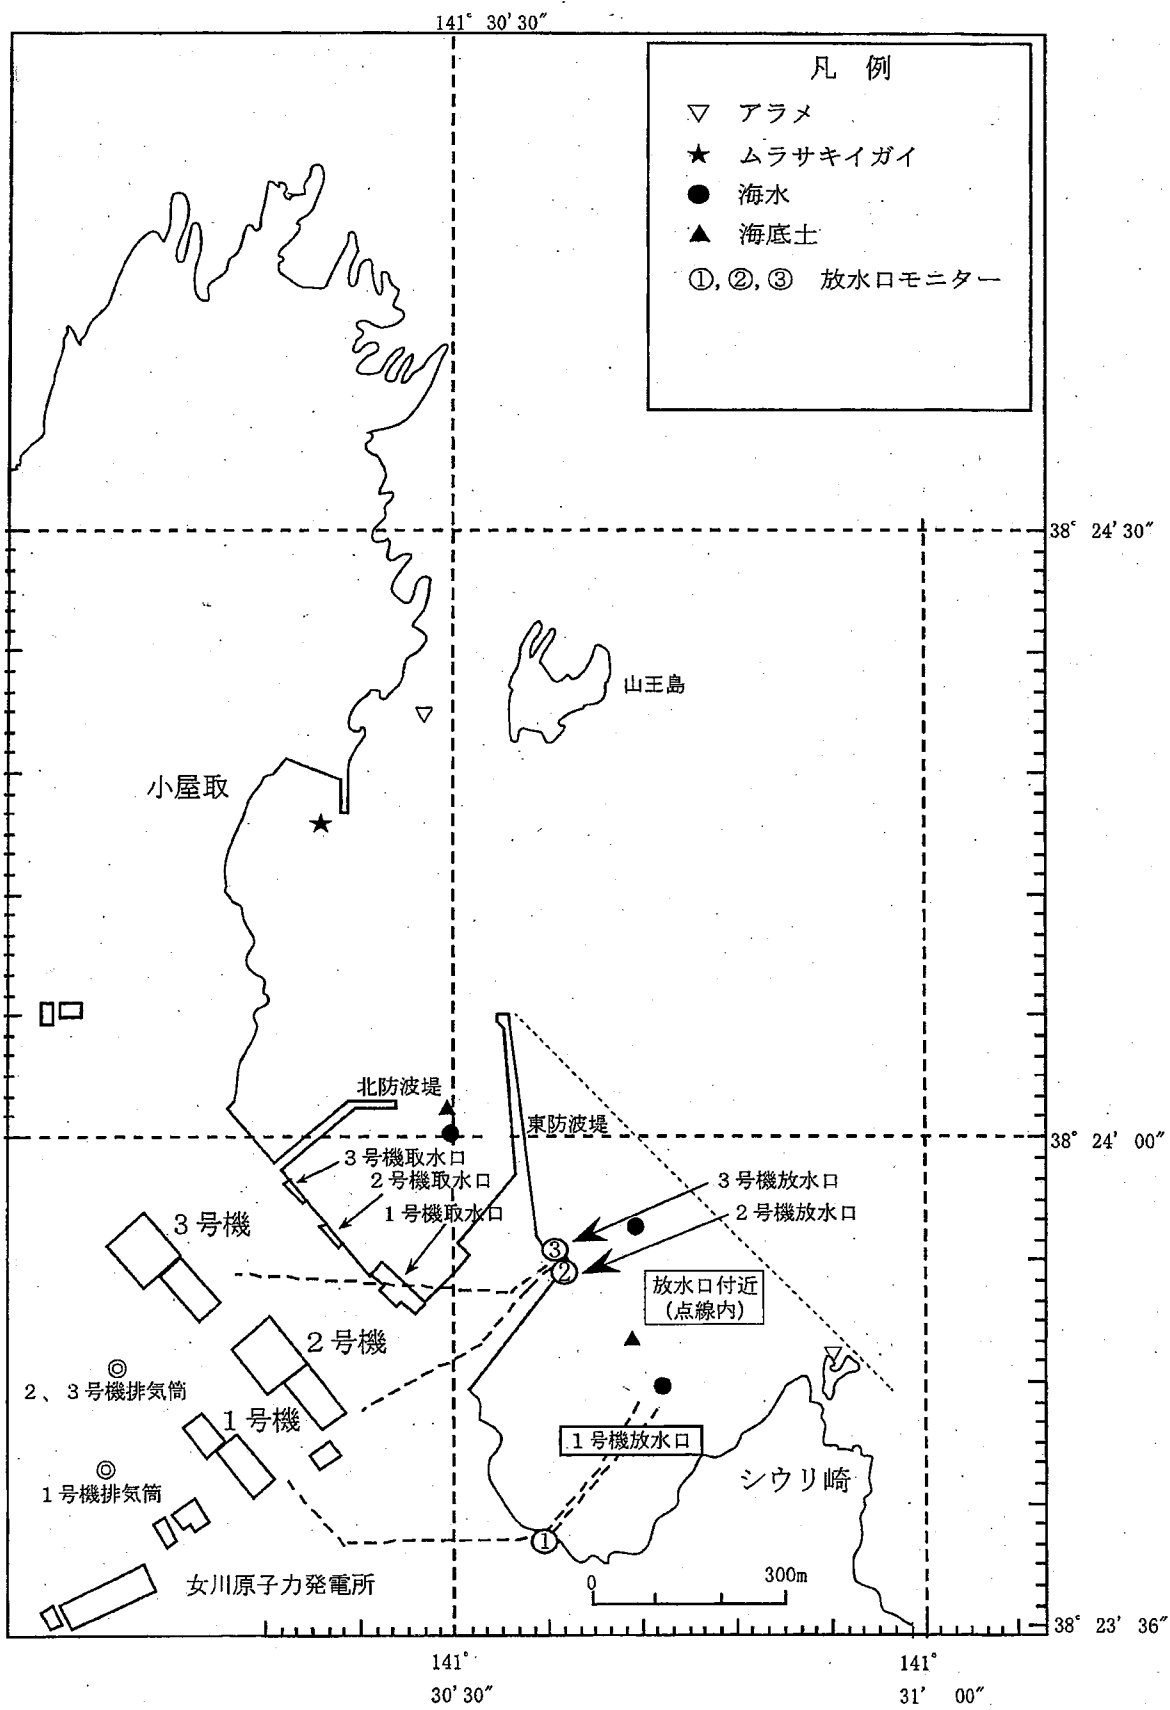 141° 30′30″
凡 例
▽ アラメ
★ ムラサキイガイ
● 海水
▲ 海底土
①,②,③ 放水口モニター
38° 24′30″
山王島
小屋取
北防波堤
東防波堤
38° 24′00″
3号機取水口
2号機取水口
1号機取水口
3号機放水口
2号機放水口
3号機
③
②
放水口付近
(点線内)
2号機
2、3号機排気筒
1号機
1号機放水口
シウリ崎
1号機排気筒
①
女川原子力発電所
0 300m
38° 23′36″
141°
30′30″
141°
31′00″